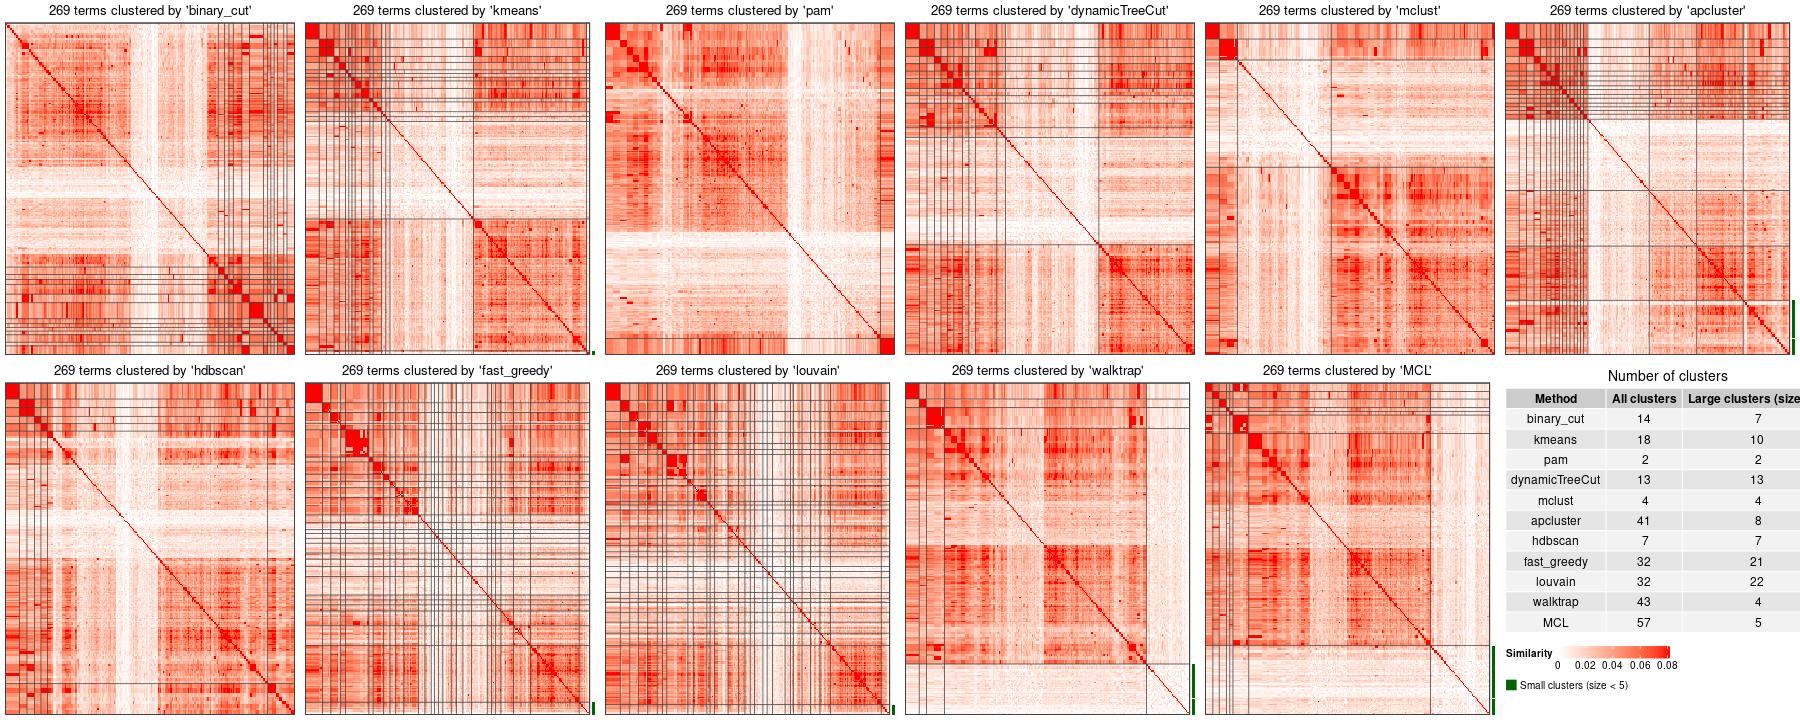 269 terms clustered by 'binary_cut'
269 terms clustered by 'kmeans'
269 terms clustered by 'pam'
269 terms clustered by 'dynamicTreeCut'
269 terms clustered by 'mclust'
269 terms clustered by 'apcluster'
269 terms clustered by 'hdbscan'
269 terms clustered by 'fast_greedy'
269 terms clustered by 'louvain'
269 terms clustered by 'walktrap'
269 terms clustered by 'MCL'
Number of clusters
Method All clusters Large clusters (size
binary_cut 14 7
kmeans 18 10
pam 2 2
dynamicTreeCut 13 13
mclust 4 4
apcluster 41 8
hdbscan 7 7
fast_greedy 32 21
louvain 32 22
walktrap 43 4
MCL 57 5
Similarity
0 0.02 0.04 0.06 0.08
Small clusters (size < 5)